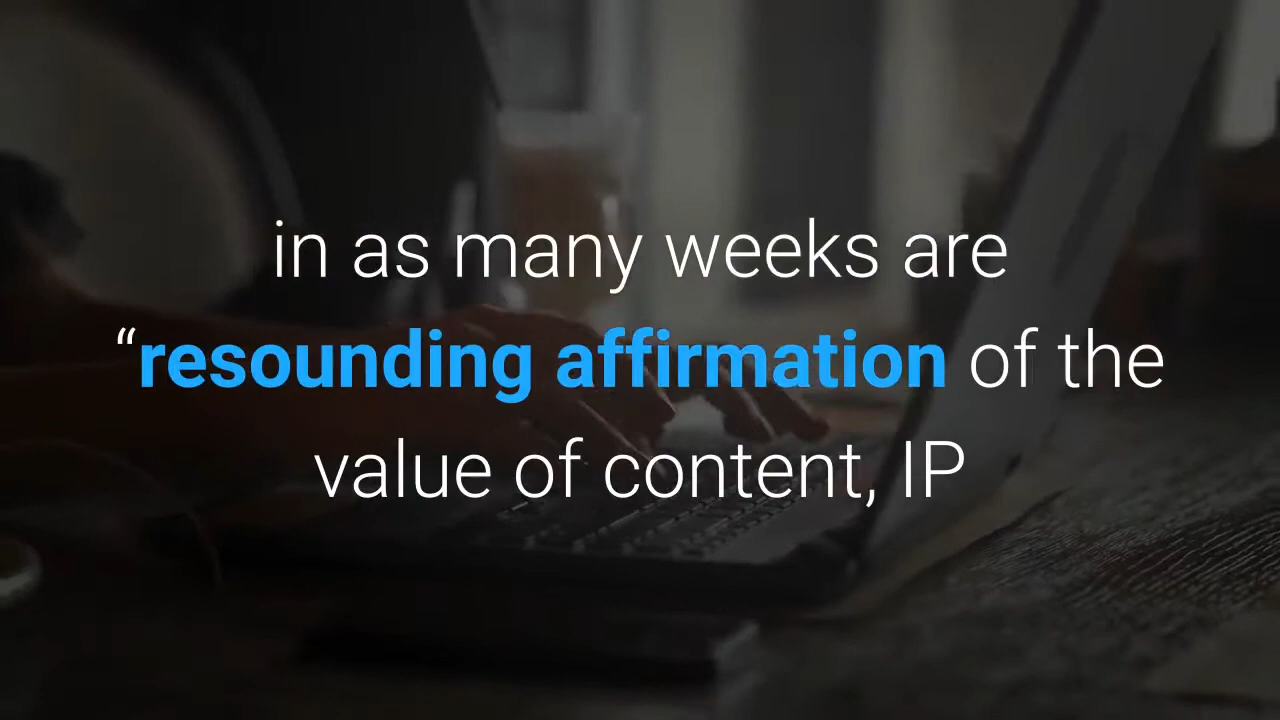 in as many weeks are
“resounding affirmation of the
value of content, IP